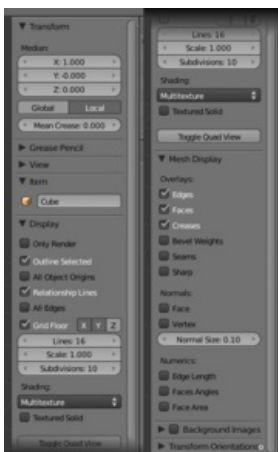 Transform
Median:
X: 1.000
Y: -0.000
Z: 0.000
Global Local
Mean Crease: 0.000
Grease Pencil
View
Item
Cube
Display
Only Render
Outline Selected
All Object Origins
Relationship Lines
All Edges
Grid Floor X Y Z
Lines: 16
Scale: 1.000
Subdivisions: 10
Shading:
Multitexture
Textured Solid
Toggle Quad View
Lines: 16
Scale: 1.000
Subdivisions: 10
Shading:
Multitexture
Textured Solid
Toggle Quad View
Mesh Display
Overlays:
Edges
Faces
Creases
Bevel Weights
Seams
Sharp
Normals:
Face
Vertex
Normal Size: 0.10
Numerics:
Edge Length
Faces Angles
Face Area
Background Images
Transform Orientations